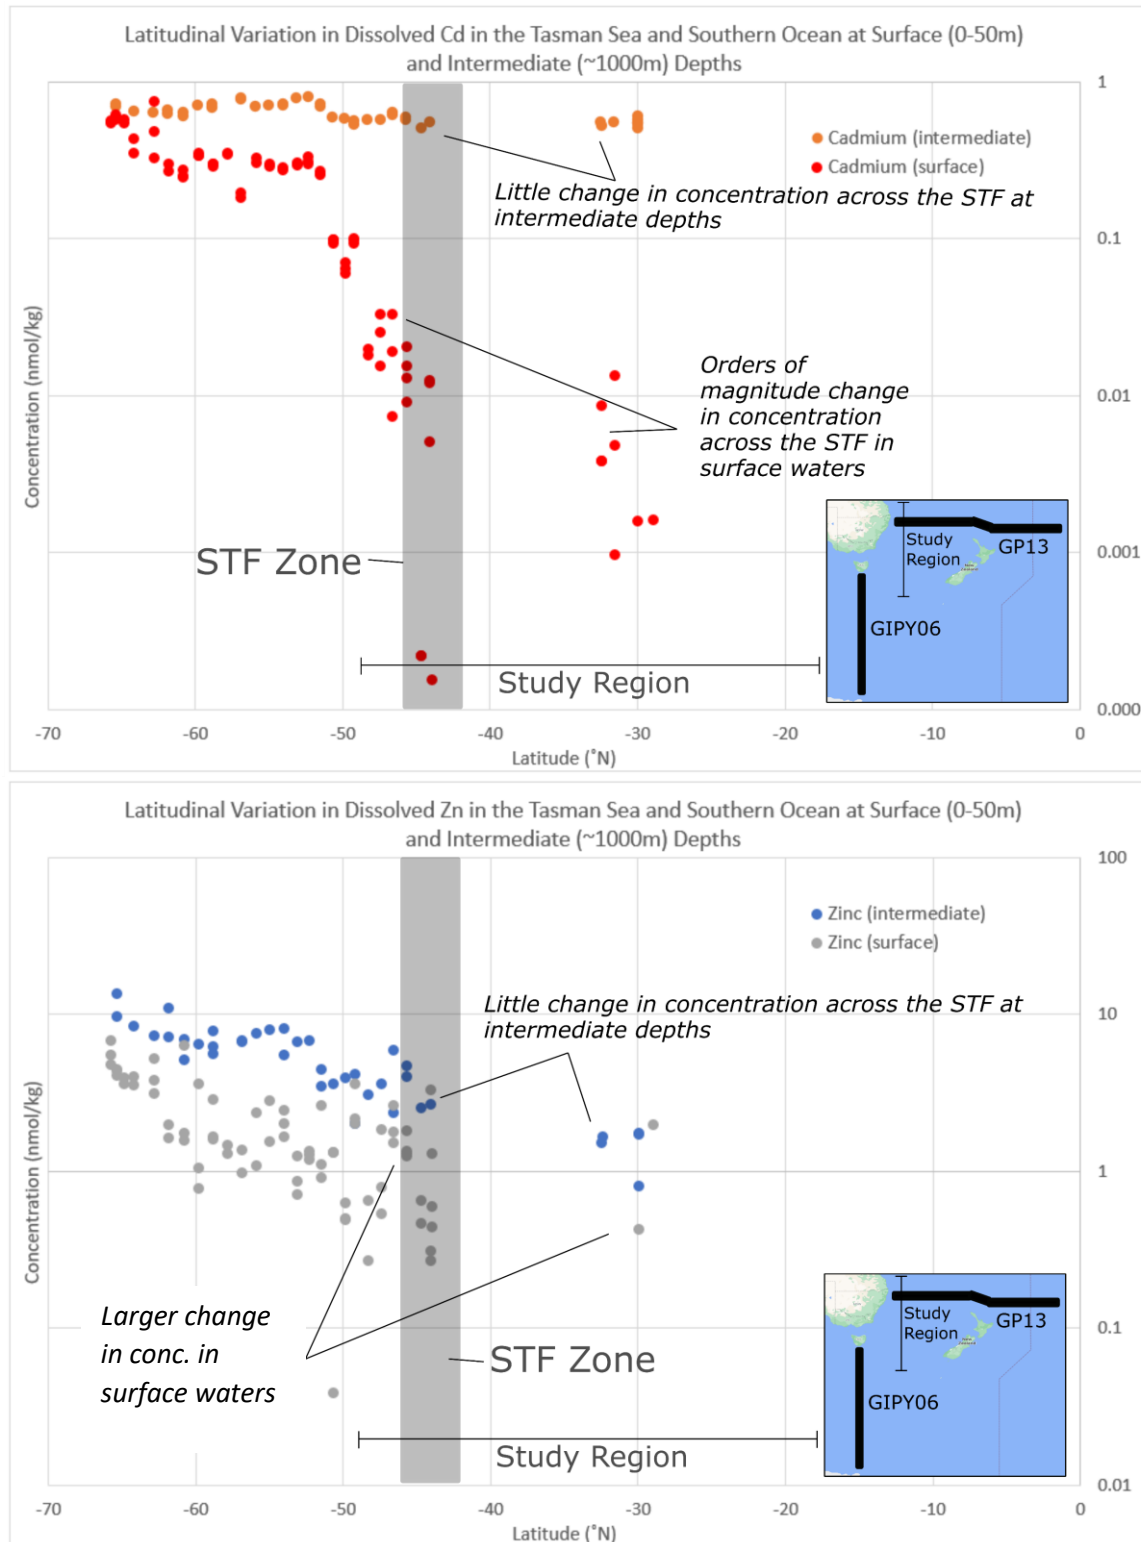 Latitudinal Variation in Dissolved Cd in the Tasman Sea and Southern Ocean at Surface (0-50m)
and Intermediate (~1000m) Depths
1
Cadmium (intermediate)
Cadmium (surface)
Little change in concentration across the STF at
intermediate depths
0.1
Concentration (nmol/kg)
Orders of
magnitude change
in concentration
across the STF in
surface waters
0.01
STF Zone
0.001
Study
Region
GP13
GIPY06
Study Region
0.000
-70
-60
-50
-40
-30
-20
-10
0
Latitude (˚N)
Latitudinal Variation in Dissolved Zn in the Tasman Sea and Southern Ocean at Surface (0-50m)
and Intermediate (~1000m) Depths
100
Zinc (intermediate)
Zinc (surface)
Little change in concentration across the STF at
intermediate depths
10
Concentration (nmol/kg)
1
Larger change
in conc. in
surface waters
STF Zone
0.1
Study
Region
GP13
GIPY06
Study Region
0.01
-70
-60
-50
-40
-30
-20
-10
0
Latitude (˚N)